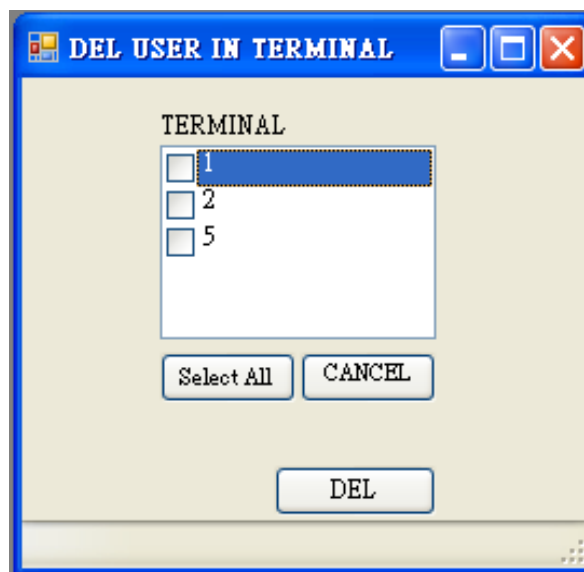 DEL USER IN TERMINAL
TERMINAL
1
2
5
Select All CANCEL
DEL